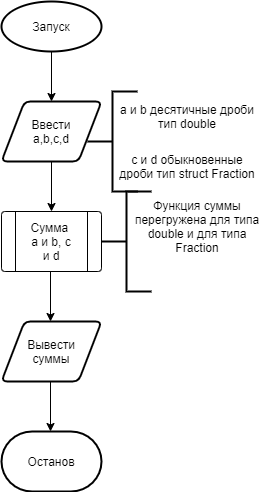 Запуск
Ввести
a,b,c,d
a и b десятичные дроби
тип double
c и d обыкновенные
дроби тип struct Fraction
Сумма
a и b, c
и d
Функция суммы
перегружена для типа
double и для типа
Fraction
Вывести
суммы
Останов